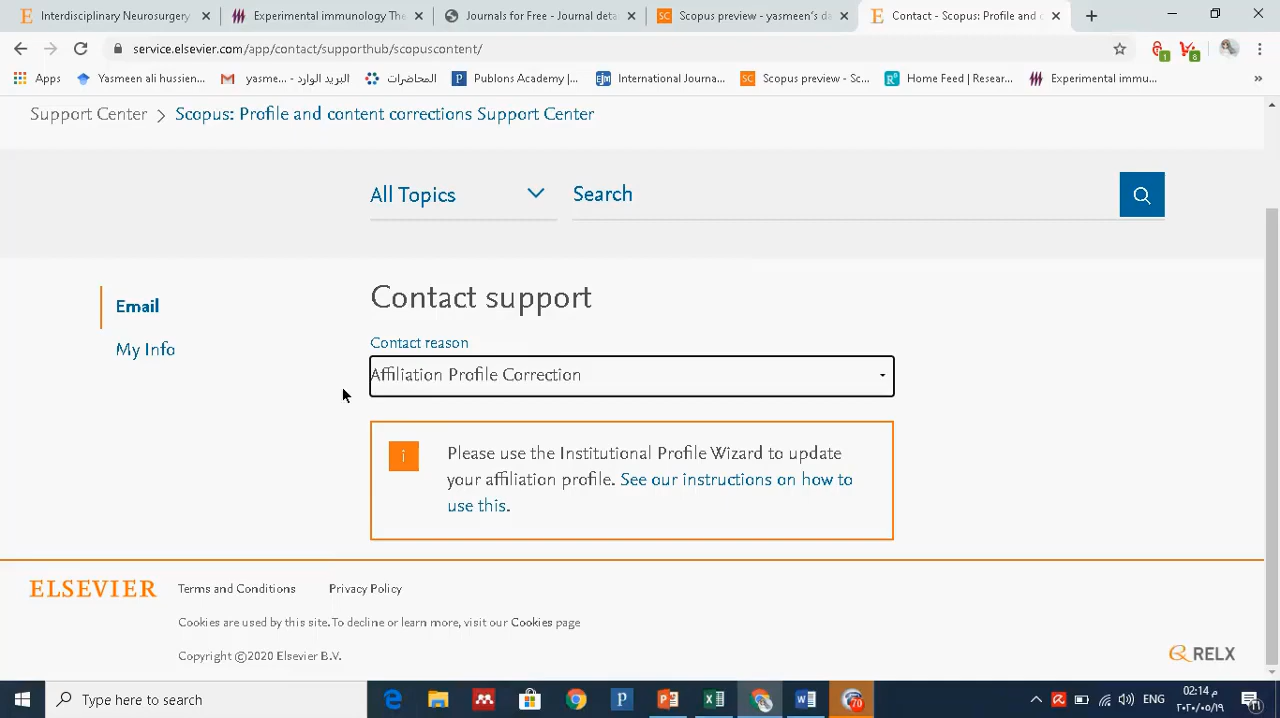 Interdisciplinary Neurosurgery
Experimental immunology Tic
Journals for Free - Journal deta
Scopus preview - yasmeen's di
Contact - Scopus: Profile and
service.elsevier.com/app/contact/supporthub/scopuscontent/
1
8
Apps
Yasmeen ali hussien...
yasme... - البريد الوارد
المحاضرات
Publons Academy |...
International Journa...
Scopus preview - Sc...
Home Feed | Resear...
Experimental immu...
»
Support Center > Scopus: Profile and content corrections Support Center
All Topics
Search
Email
My Info
Contact support
Contact reason
Affiliation Profile Correction
i
Please use the Institutional Profile Wizard to update
your affiliation profile. See our instructions on how to
use this.
ELSEVIER
Terms and Conditions
Privacy Policy
Cookies are used by this site. To decline or learn more, visit our Cookies page
Copyright ©2020 Elsevier B.V.
RELX
Type here to search
70
ENG
02:14 م
٢٠٢٠/٠٥/١٩